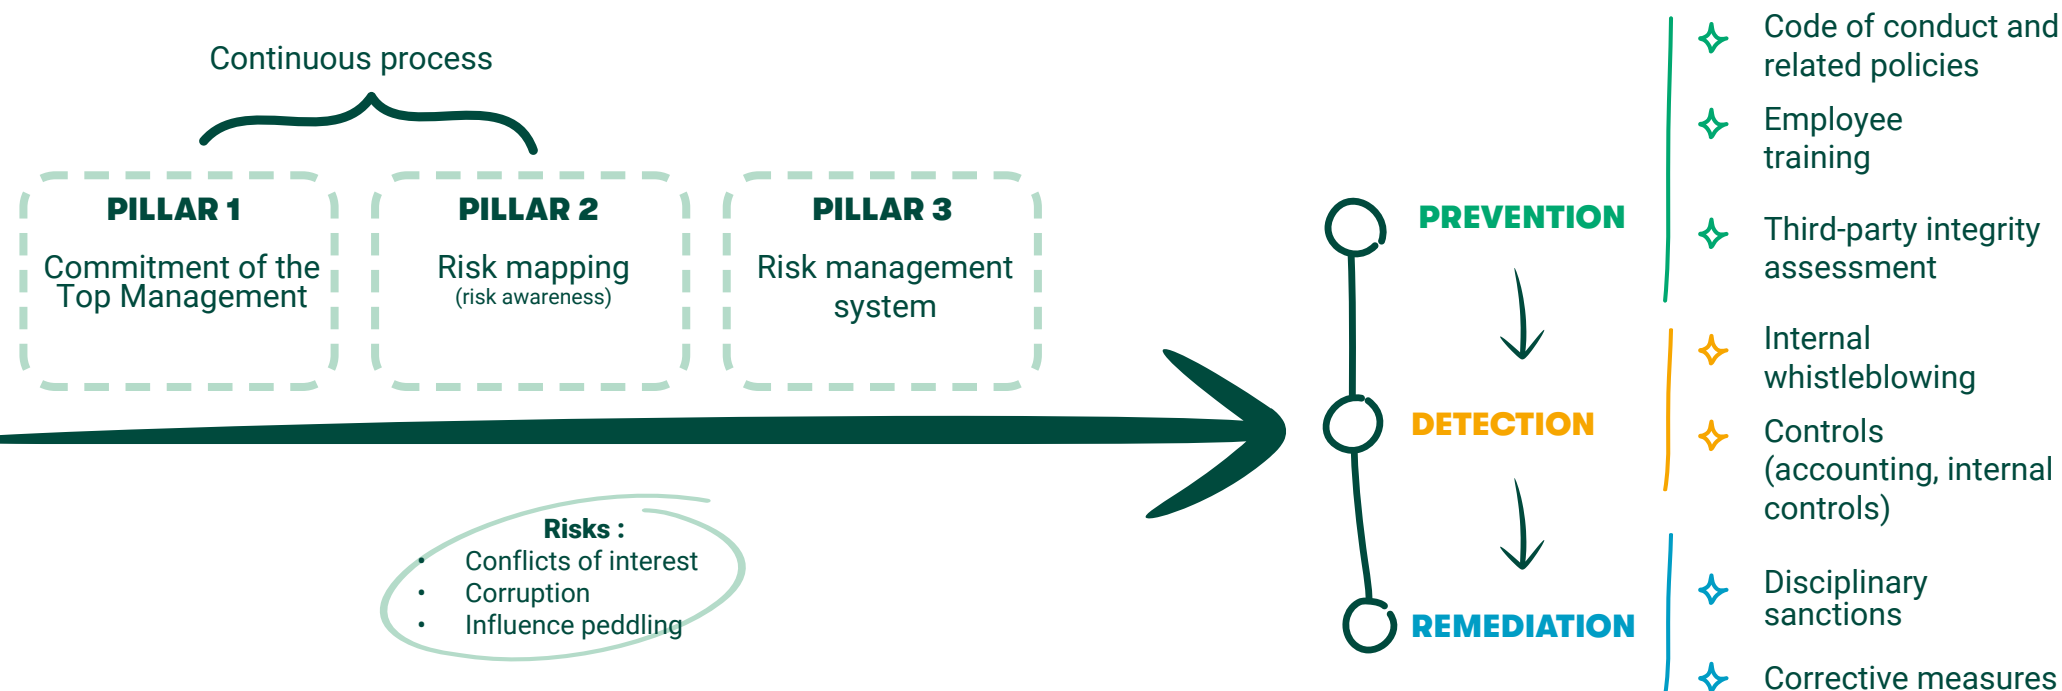 Continuous process
PILLAR 1
Commitment of the
Top Management
PILLAR 2
Risk mapping
(risk awareness)
PILLAR 3
Risk management
system
Risks :
• Conflicts of interest
• Corruption
• Influence peddling
PREVENTION
Code of conduct and
related policies
Employee
training
Third-party integrity
assessment
DETECTION
Internal
whistleblowing
Controls
(accounting, internal
controls)
REMEDIATION
Disciplinary
sanctions
Corrective measures